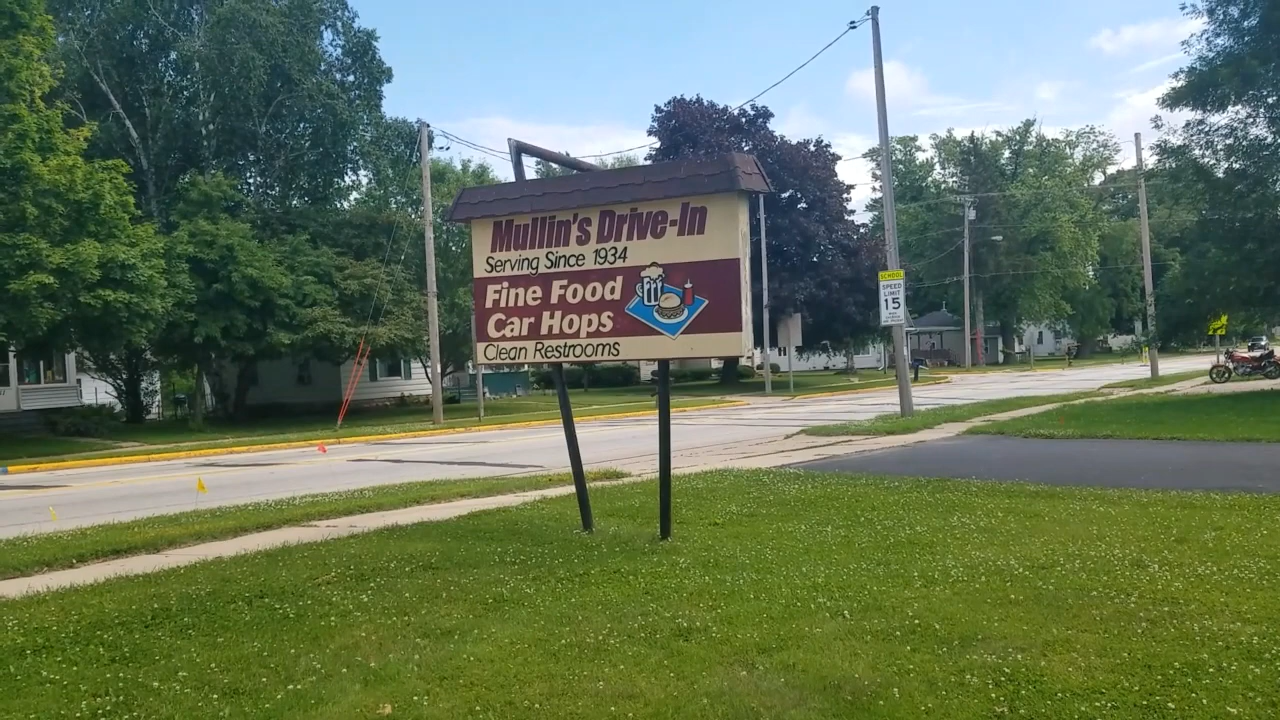 Mullin's Drive-In
Serving Since 1934
Fine Food
Car Hops
Clean Restrooms
SCHOOL
SPEED
LIMIT
15